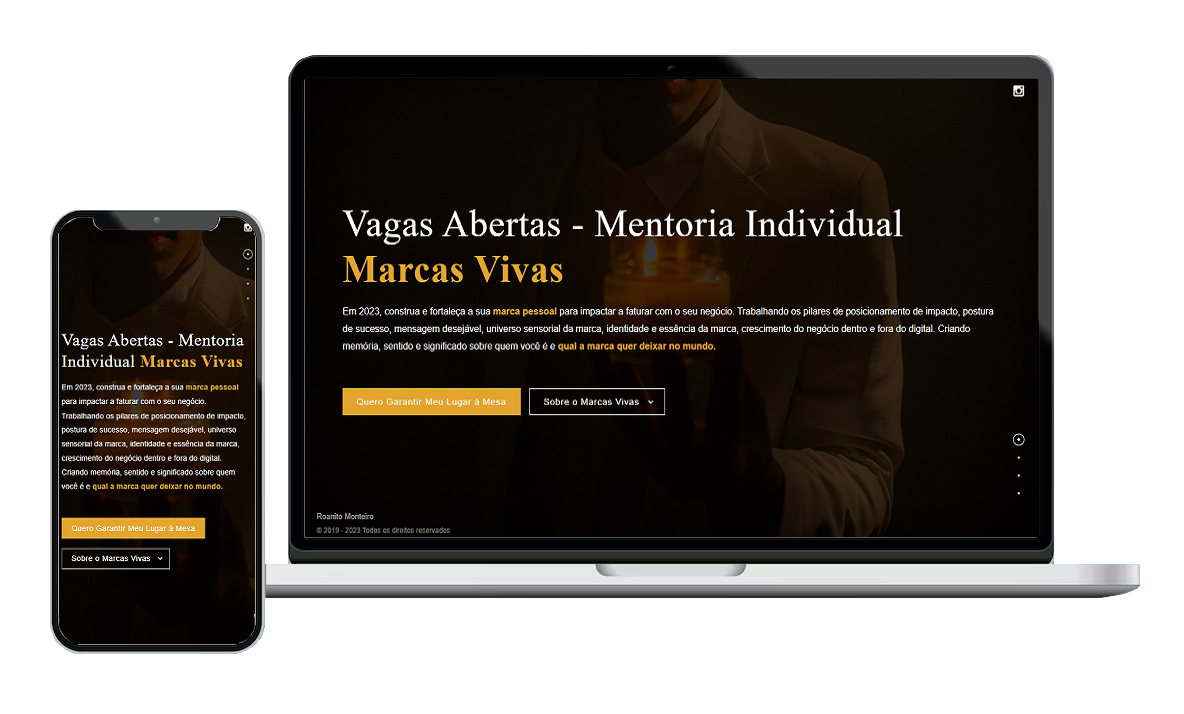 Vagas Abertas - Mentoria Individual
Marcas Vivas
Em 2023, construa e fortaleça a sua marca pessoal para impactar a faturar com o seu negócio. Trabalhando os pilares de posicionamento de impacto, postura
de sucesso, mensagem desejável, universo sensorial da marca, identidade e essência da marca, crescimento do negócio dentro e fora do digital. Criando
memória, sentido e significado sobre quem você é e qual a marca quer deixar no mundo.
Quero Garantir Meu Lugar à Mesa
Sobre o Marcas Vivas
Roanito Monteiro
© 2019 - 2023 Todos os direitos reservados
Vagas Abertas - Mentoria
Individual Marcas Vivas
Em 2023, construa e fortaleça a sua marca pessoal
para impactar a faturar com o seu negócio.
Trabalhando os pilares de posicionamento de impacto,
postura de sucesso, mensagem desejável, universo
sensorial da marca, identidade e essência da marca,
crescimento do negócio dentro e fora do digital.
Criando memória, sentido e significado sobre quem
você é e qual a marca quer deixar no mundo.
Quero Garantir Meu Lugar à Mesa
Sobre o Marcas Vivas